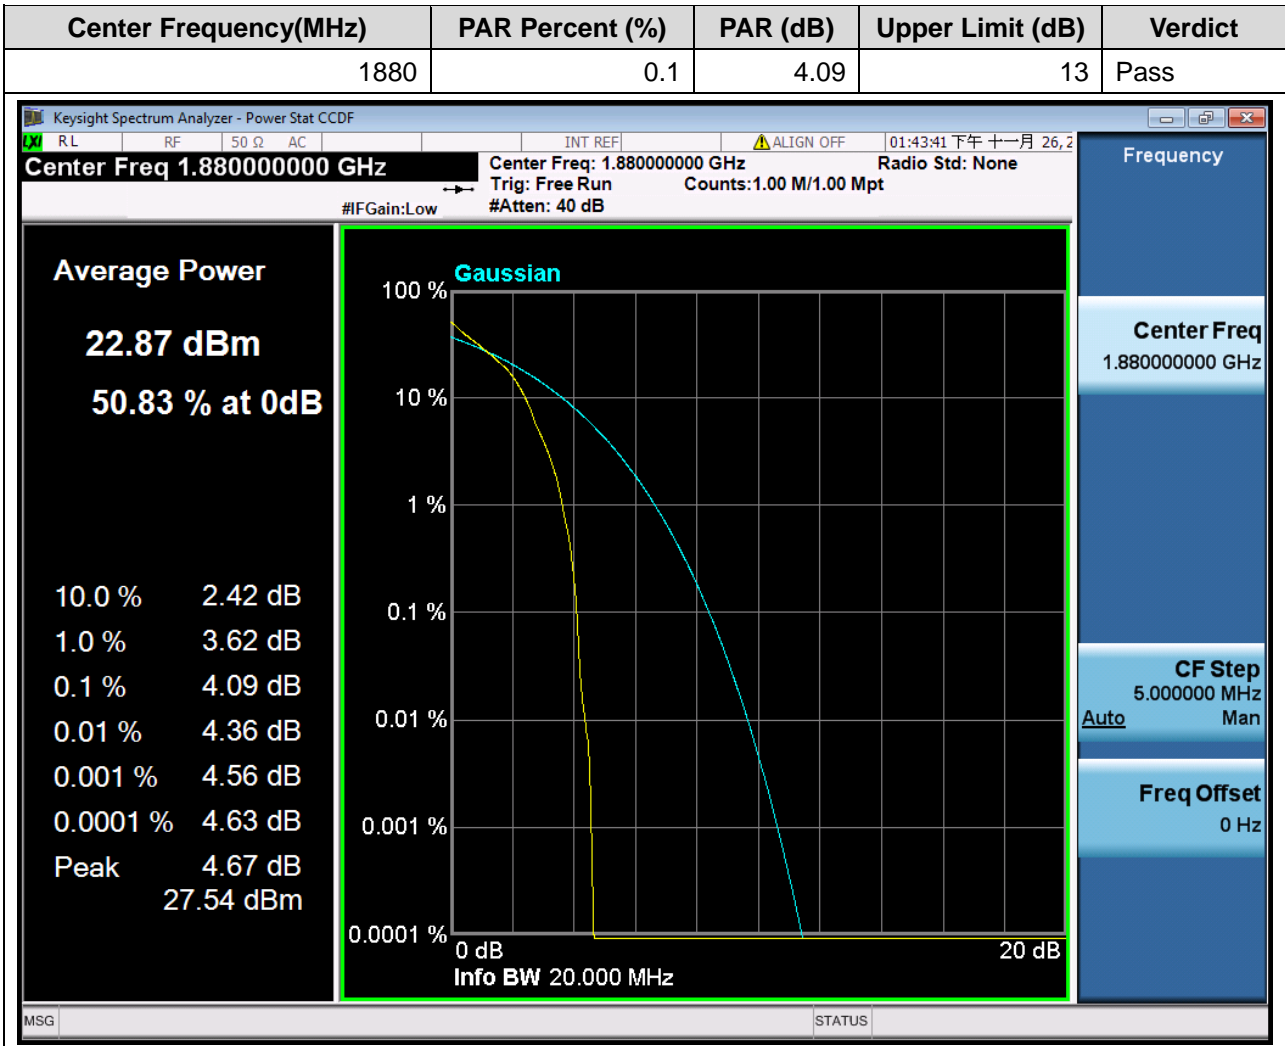 Center Frequency(MHz) PAR Percent (%) PAR (dB) Upper Limit (dB) Verdict
1880 0.1 4.09 13 Pass
Keysight Spectrum Analyzer - Power Stat CCDF
LXI RL RF 50 Ω AC INT REF ALIGN OFF 01:43:41 下午 十一月 26, 2
Center Freq 1.880000000 GHz
Center Freq: 1.880000000 GHz Radio Std: None
Trig: Free Run Counts:1.00 M/1.00 Mpt
#IFGain:Low #Atten: 40 dB
Average Power
22.87 dBm
50.83 % at 0dB
10.0 % 2.42 dB
1.0 % 3.62 dB
0.1 % 4.09 dB
0.01 % 4.36 dB
0.001 % 4.56 dB
0.0001 % 4.63 dB
Peak 4.67 dB
27.54 dBm
Gaussian
100 %
10 %
1 %
0.1 %
0.01 %
0.001 %
0.0001 %
0 dB 20 dB
Info BW 20.000 MHz
Frequency
Center Freq
1.880000000 GHz
CF Step
5.000000 MHz
Auto Man
Freq Offset
0 Hz
MSG STATUS